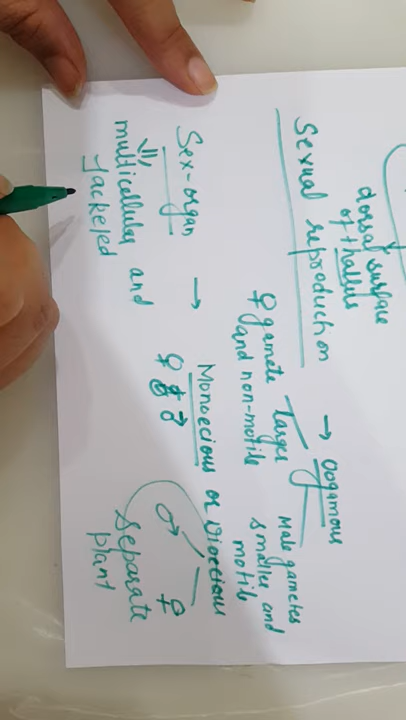 dorsal surface
of thallus
Sexual reproduction → Oogamous
♀ gamete larger
and non-motile
Male gametes
smaller and
motile
Sex-organ → Monoecious or Dioecious
multicellular and
Jacketed
♀ ♂
♂ ♀
Separate
plant